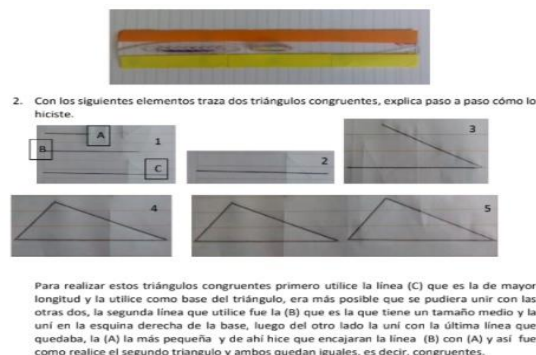 2. Con los siguientes elementos traza dos triángulos congruentes, explica paso a paso cómo lo
hiciste.
A
1
B
C
2
3
4
5
Para realizar estos triángulos congruentes primero utilice la línea (C) que es la de mayor
longitud y la utilice como base del triángulo, era más posible que se pudiera unir con las
otras dos, la segunda línea que utilice fue la (B) que es la que tiene un tamaño medio y la
uní en la esquina derecha de la base, luego del otro lado la uní con la última línea que
quedaba, la (A) la más pequeña y de ahí hice que encajaran la línea (B) con (A) y así fue
como realice el segundo triangulo y ambos quedan iguales, es decir, congruentes.